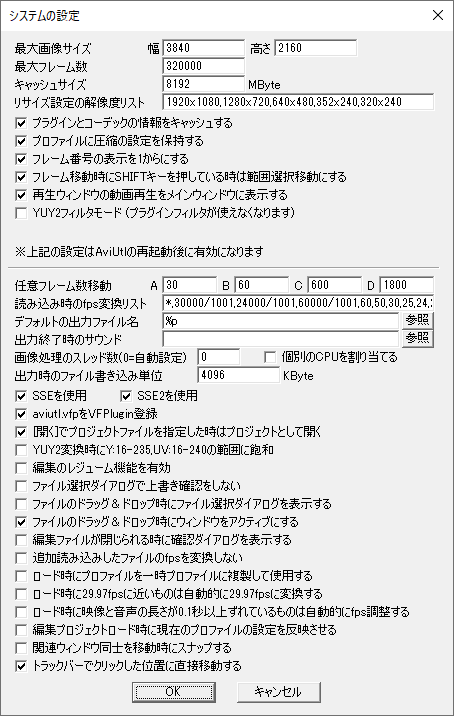 システムの設定
最大画像サイズ 幅 3840 高さ 2160
最大フレーム数 320000
キャッシュサイズ 8192 MByte
リサイズ設定の解像度リスト 1920x1080,1280x720,640x480,352x240,320x240
プラグインとコーデックの情報をキャッシュする
プロファイルに圧縮の設定を保持する
フレーム番号の表示を1からにする
フレーム移動時にSHIFTキーを押している時は範囲選択移動にする
再生ウィンドウの動画再生をメインウィンドウに表示する
YUY2フィルタモード (プラグインフィルタが使えなくなります)
※上記の設定はAviUtlの再起動後に有効になります
任意フレーム数移動 A 30 B 60 C 600 D 1800
読み込み時のfps変換リスト *,30000/1001,24000/1001,60000/1001,60,50,30,25,24,
デフォルトの出力ファイル名 %p 参照
出力終了時のサウンド 参照
画像処理のスレッド数(0=自動設定) 0 個別のCPUを割り当てる
出力時のファイル書き込み単位 4096 KByte
SSEを使用 SSE2を使用
aviutl.vfpをVFPlugin登録
[開く]でプロジェクトファイルを指定した時はプロジェクトとして開く
YUY2変換時にY:16-235,UV:16-240の範囲に飽和
編集のレジューム機能を有効
ファイル選択ダイアログで上書き確認をしない
ファイルのドラッグ＆ドロップ時にファイル選択ダイアログを表示する
ファイルのドラッグ＆ドロップ時にウィンドウをアクティブにする
編集ファイルが閉じられる時に確認ダイアログを表示する
追加読み込みしたファイルのfpsを変換しない
ロード時にプロファイルを一時プロファイルに複製して使用する
ロード時に29.97fpsに近いものは自動的に29.97fpsに変換する
ロード時に映像と音声の長さが0.1秒以上ずれているものは自動的にfps調整する
編集プロジェクトロード時に現在のプロファイルの設定を反映させる
関連ウィンドウ同士を移動時にスナップする
トラックバーでクリックした位置に直接移動する
OK キャンセル